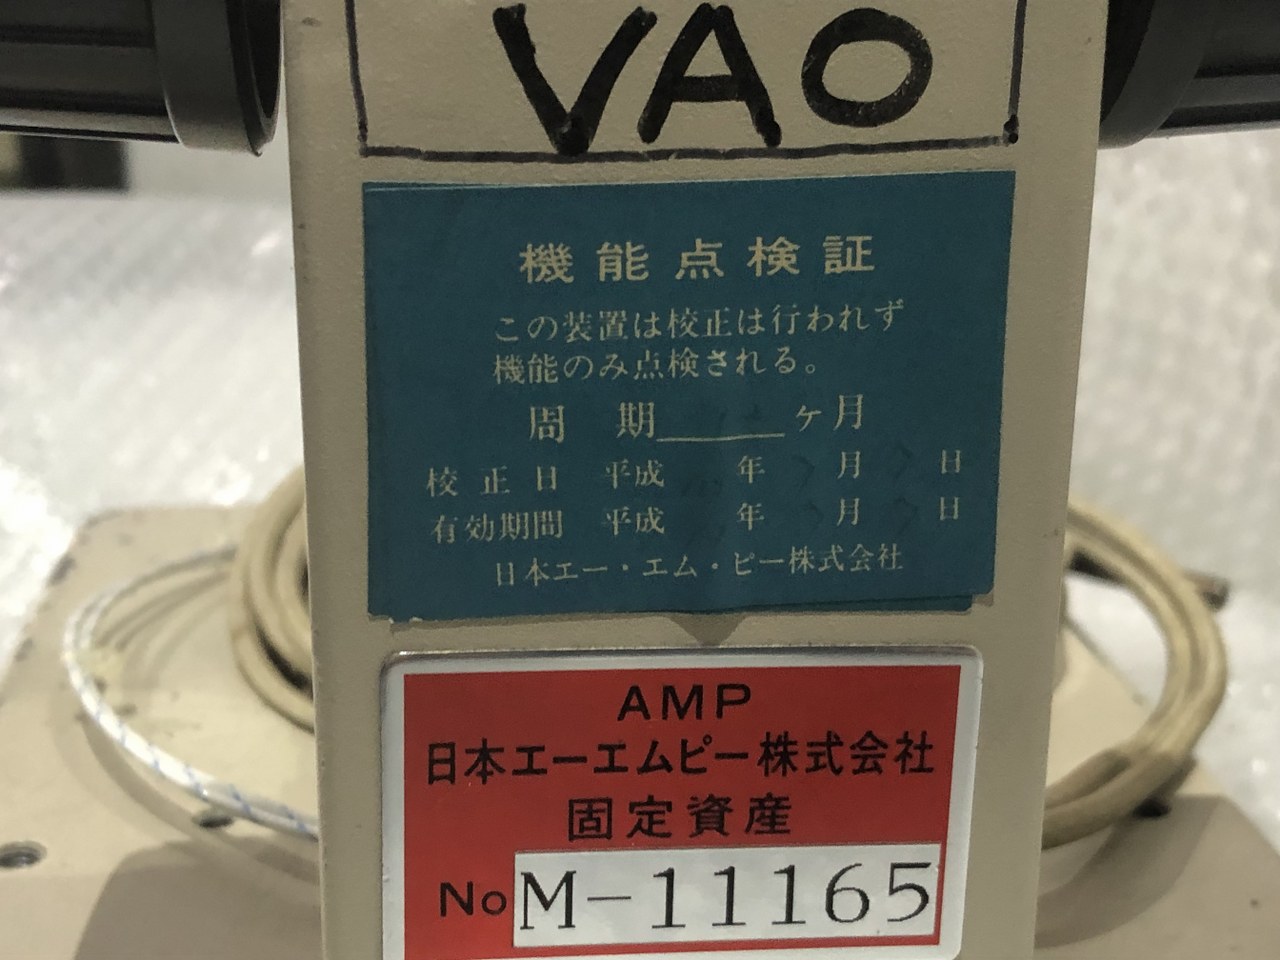 VAO
機能点検証
この装置は校正は行われず
機能のみ点検される。
周 期 ヶ月
校正日 平成 年 月 日
有効期間 平成 年 月 日
日本エー・エム・ピー株式会社
AMP
日本エーエムピー株式会社
固定資産
No M-11165